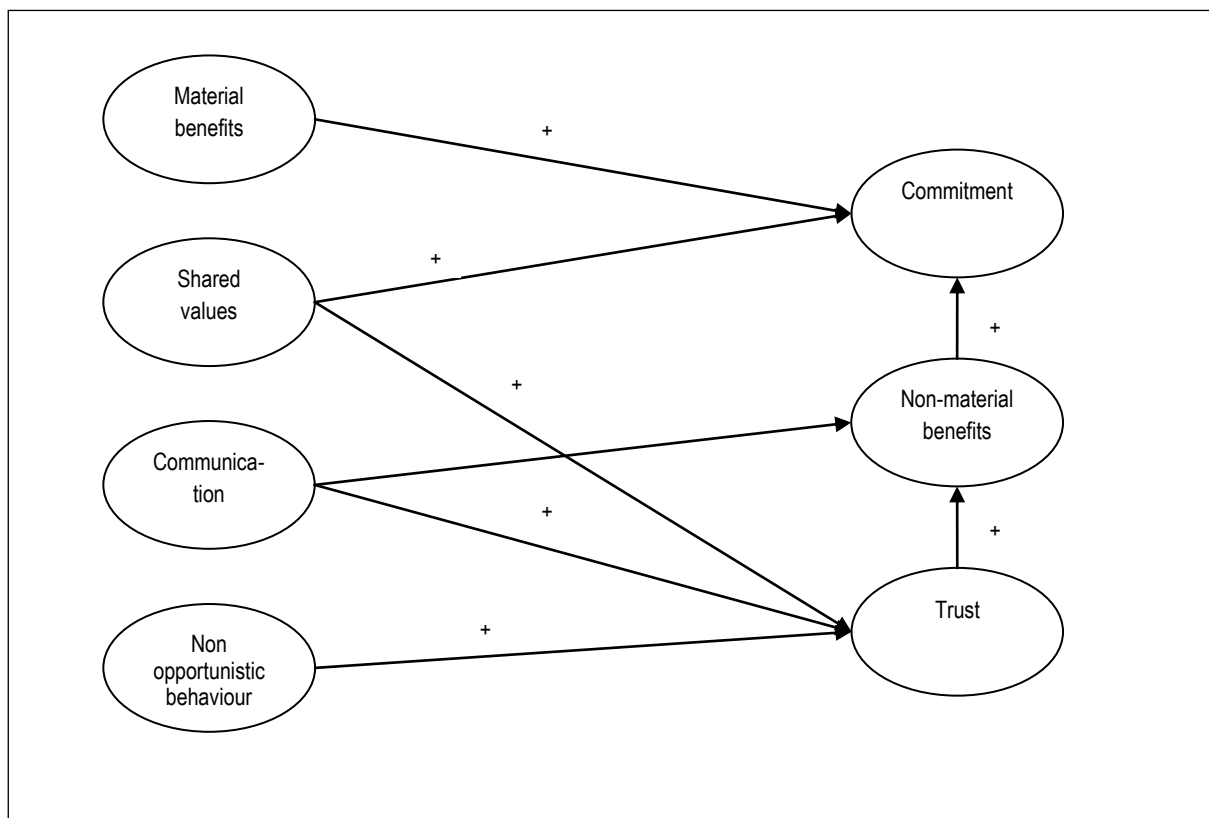 Material
benefits
+
Commitment
+
Shared
values
+
+
Non-material
benefits
Communica-
tion
+
+
Trust
+
Non
opportunistic
behaviour